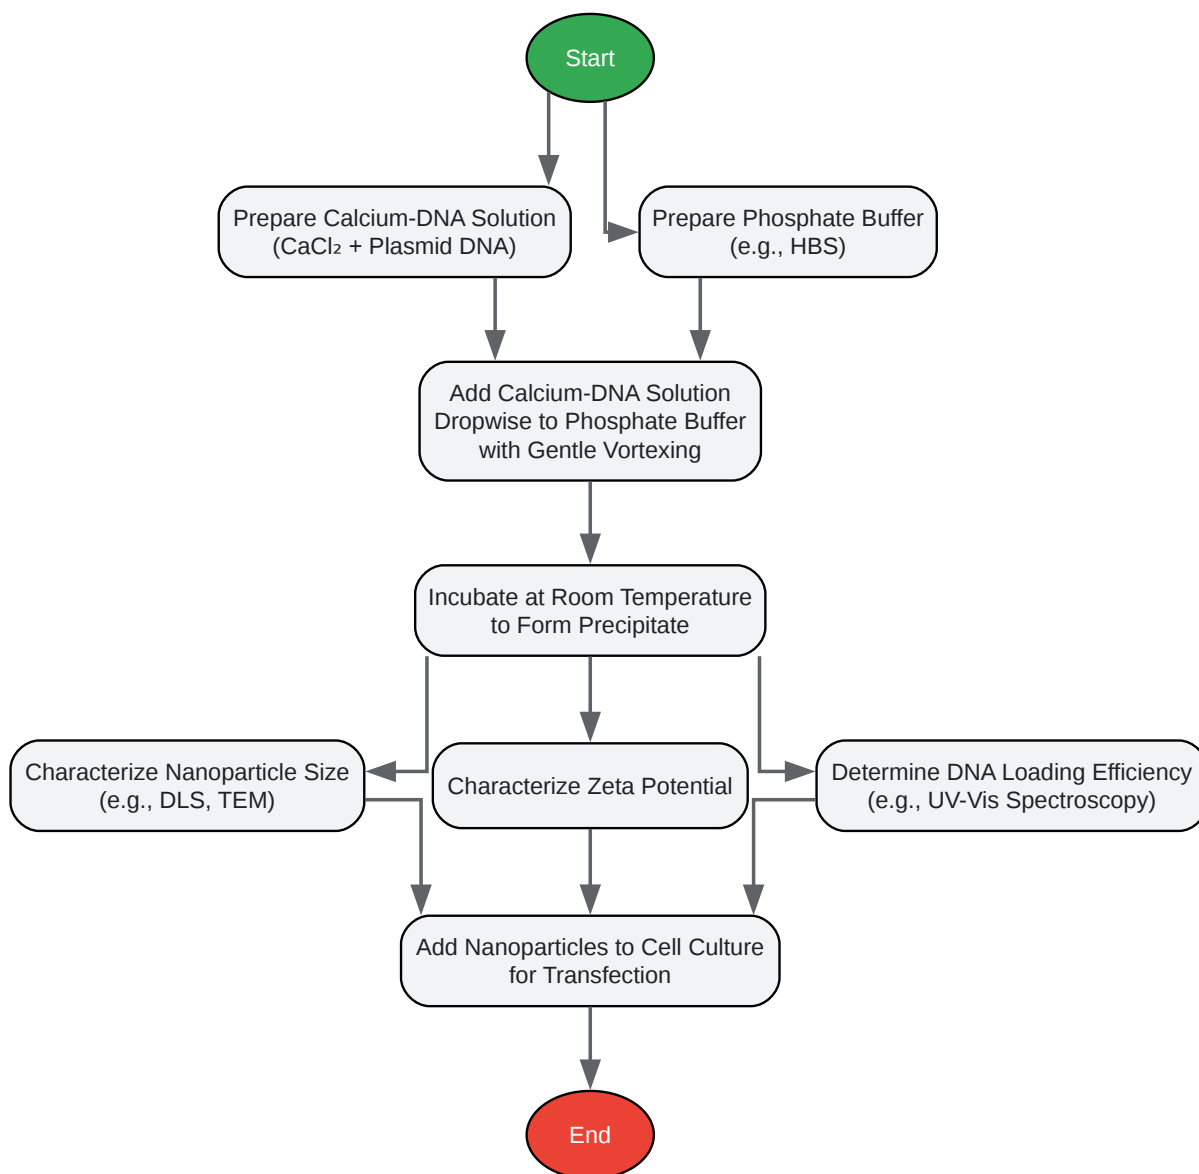 Start
Prepare Calcium-DNA Solution
(CaCl₂ + Plasmid DNA)
Prepare Phosphate Buffer
(e.g., HBS)
Add Calcium-DNA Solution
Dropwise to Phosphate Buffer
with Gentle Vortexing
Incubate at Room Temperature
to Form Precipitate
Characterize Nanoparticle Size
(e.g., DLS, TEM)
Characterize Zeta Potential
Determine DNA Loading Efficiency
(e.g., UV-Vis Spectroscopy)
Add Nanoparticles to Cell Culture
for Transfection
End